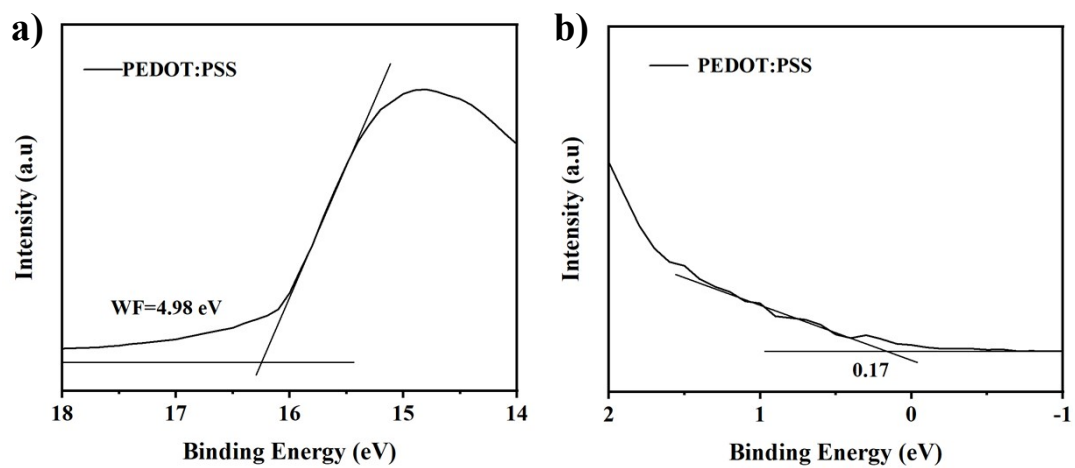 a)
PEDOT:PSS
WF=4.98 eV
Intensity (a.u)
18 17 16 15 14
Binding Energy (eV)
b)
PEDOT:PSS
0.17
Intensity (a.u)
2 1 0 -1
Binding Energy (eV)